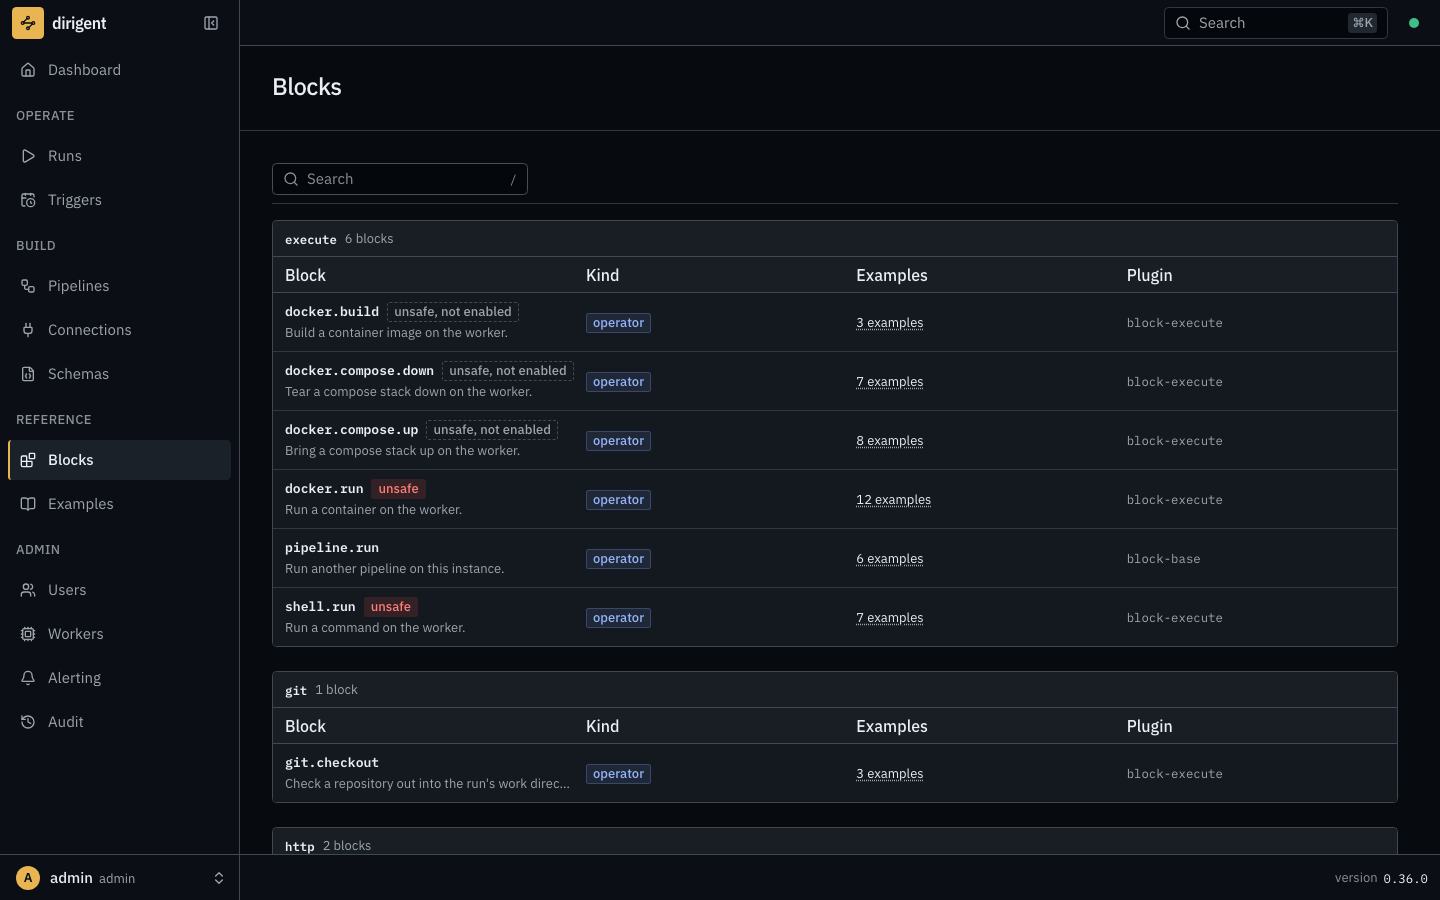 dirigent
Search ⌘K
Dashboard
OPERATE
Runs
Triggers
BUILD
Pipelines
Connections
Schemas
REFERENCE
Blocks
Examples
ADMIN
Users
Workers
Alerting
Audit
A admin admin
Blocks
Search /
execute 6 blocks
Block Kind Examples Plugin
docker.build unsafe, not enabled
Build a container image on the worker.
operator 3 examples block-execute
docker.compose.down unsafe, not enabled
Tear a compose stack down on the worker.
operator 7 examples block-execute
docker.compose.up unsafe, not enabled
Bring a compose stack up on the worker.
operator 8 examples block-execute
docker.run unsafe
Run a container on the worker.
operator 12 examples block-execute
pipeline.run
Run another pipeline on this instance.
operator 6 examples block-base
shell.run unsafe
Run a command on the worker.
operator 7 examples block-execute
git 1 block
Block Kind Examples Plugin
git.checkout
Check a repository out into the run's work direc...
operator 3 examples block-execute
http 2 blocks
version 0.36.0